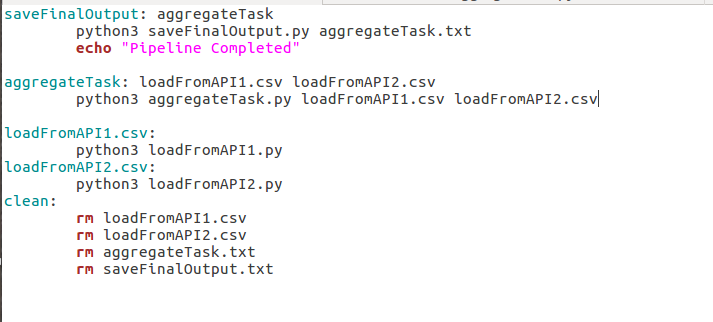 saveFinalOutput: aggregateTask
        python3 saveFinalOutput.py aggregateTask.txt
        echo "Pipeline Completed"

aggregateTask: loadFromAPI1.csv loadFromAPI2.csv
        python3 aggregateTask.py loadFromAPI1.csv loadFromAPI2.csv

loadFromAPI1.csv:
        python3 loadFromAPI1.py
loadFromAPI2.csv:
        python3 loadFromAPI2.py
clean:
        rm loadFromAPI1.csv
        rm loadFromAPI2.csv
        rm aggregateTask.txt
        rm saveFinalOutput.txt